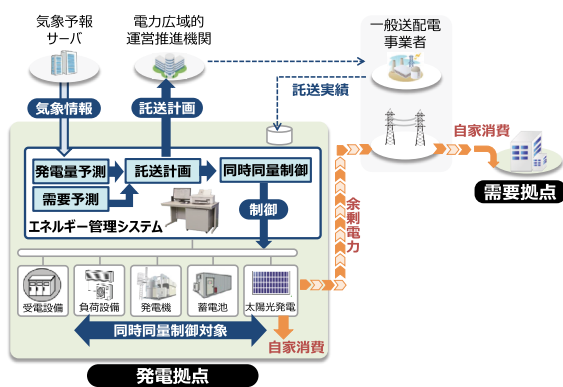 気象予報
サーバ
電力広域的
運営推進機関
一般送配電
事業者
気象情報
託送計画
託送実績
自家消費
発電量予測
託送計画
同時同量制御
需要予測
エネルギー管理システム
制御
需要拠点
余剰電力
受電設備
負荷設備
発電機
蓄電池
太陽光発電
同時同量制御対象
自家消費
発電拠点